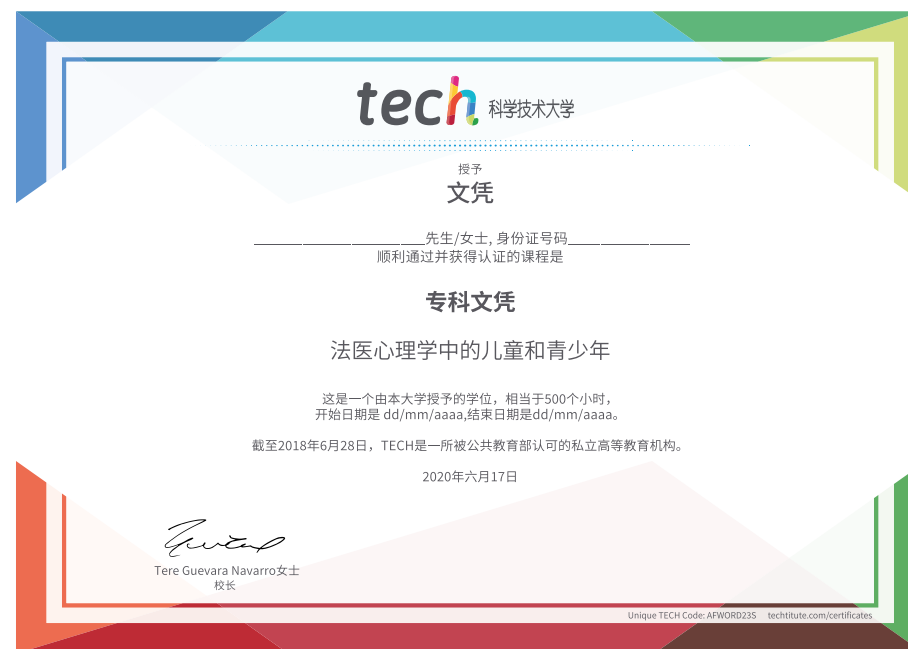 tech 科学技术大学
授予
文凭
______________________先生/女士, 身份证号码_______________
顺利通过并获得认证的课程是
专科文凭
法医心理学中的儿童和青少年
这是一个由本大学授予的学位，相当于500个小时，
开始日期是 dd/mm/aaaa,结束日期是dd/mm/aaaa。
截至2018年6月28日，TECH是一所被公共教育部认可的私立高等教育机构。
2020年六月17日
Tere Guevara Navarro女士
校长
Unique TECH Code: AFWORD23S techtitute.com/certificates